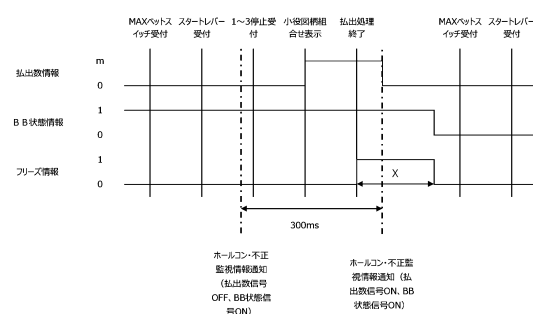 MAXベットス
イッチ受付
スタートレバー
受付
1～3停止受
付
小役図柄組
合せ表示
払出処理
終了
MAXベットス
イッチ受付
スタートレバー
受付
払出数情報
m
0
ＢＢ状態情報
1
0
フリーズ情報
1
0
X
300ms
ホールコン・不正
監視情報通知
（払出数信号
OFF、BB状態信
号ON）
ホールコン・不正監
視情報通知（払
出数信号ON、BB
状態信号ON）